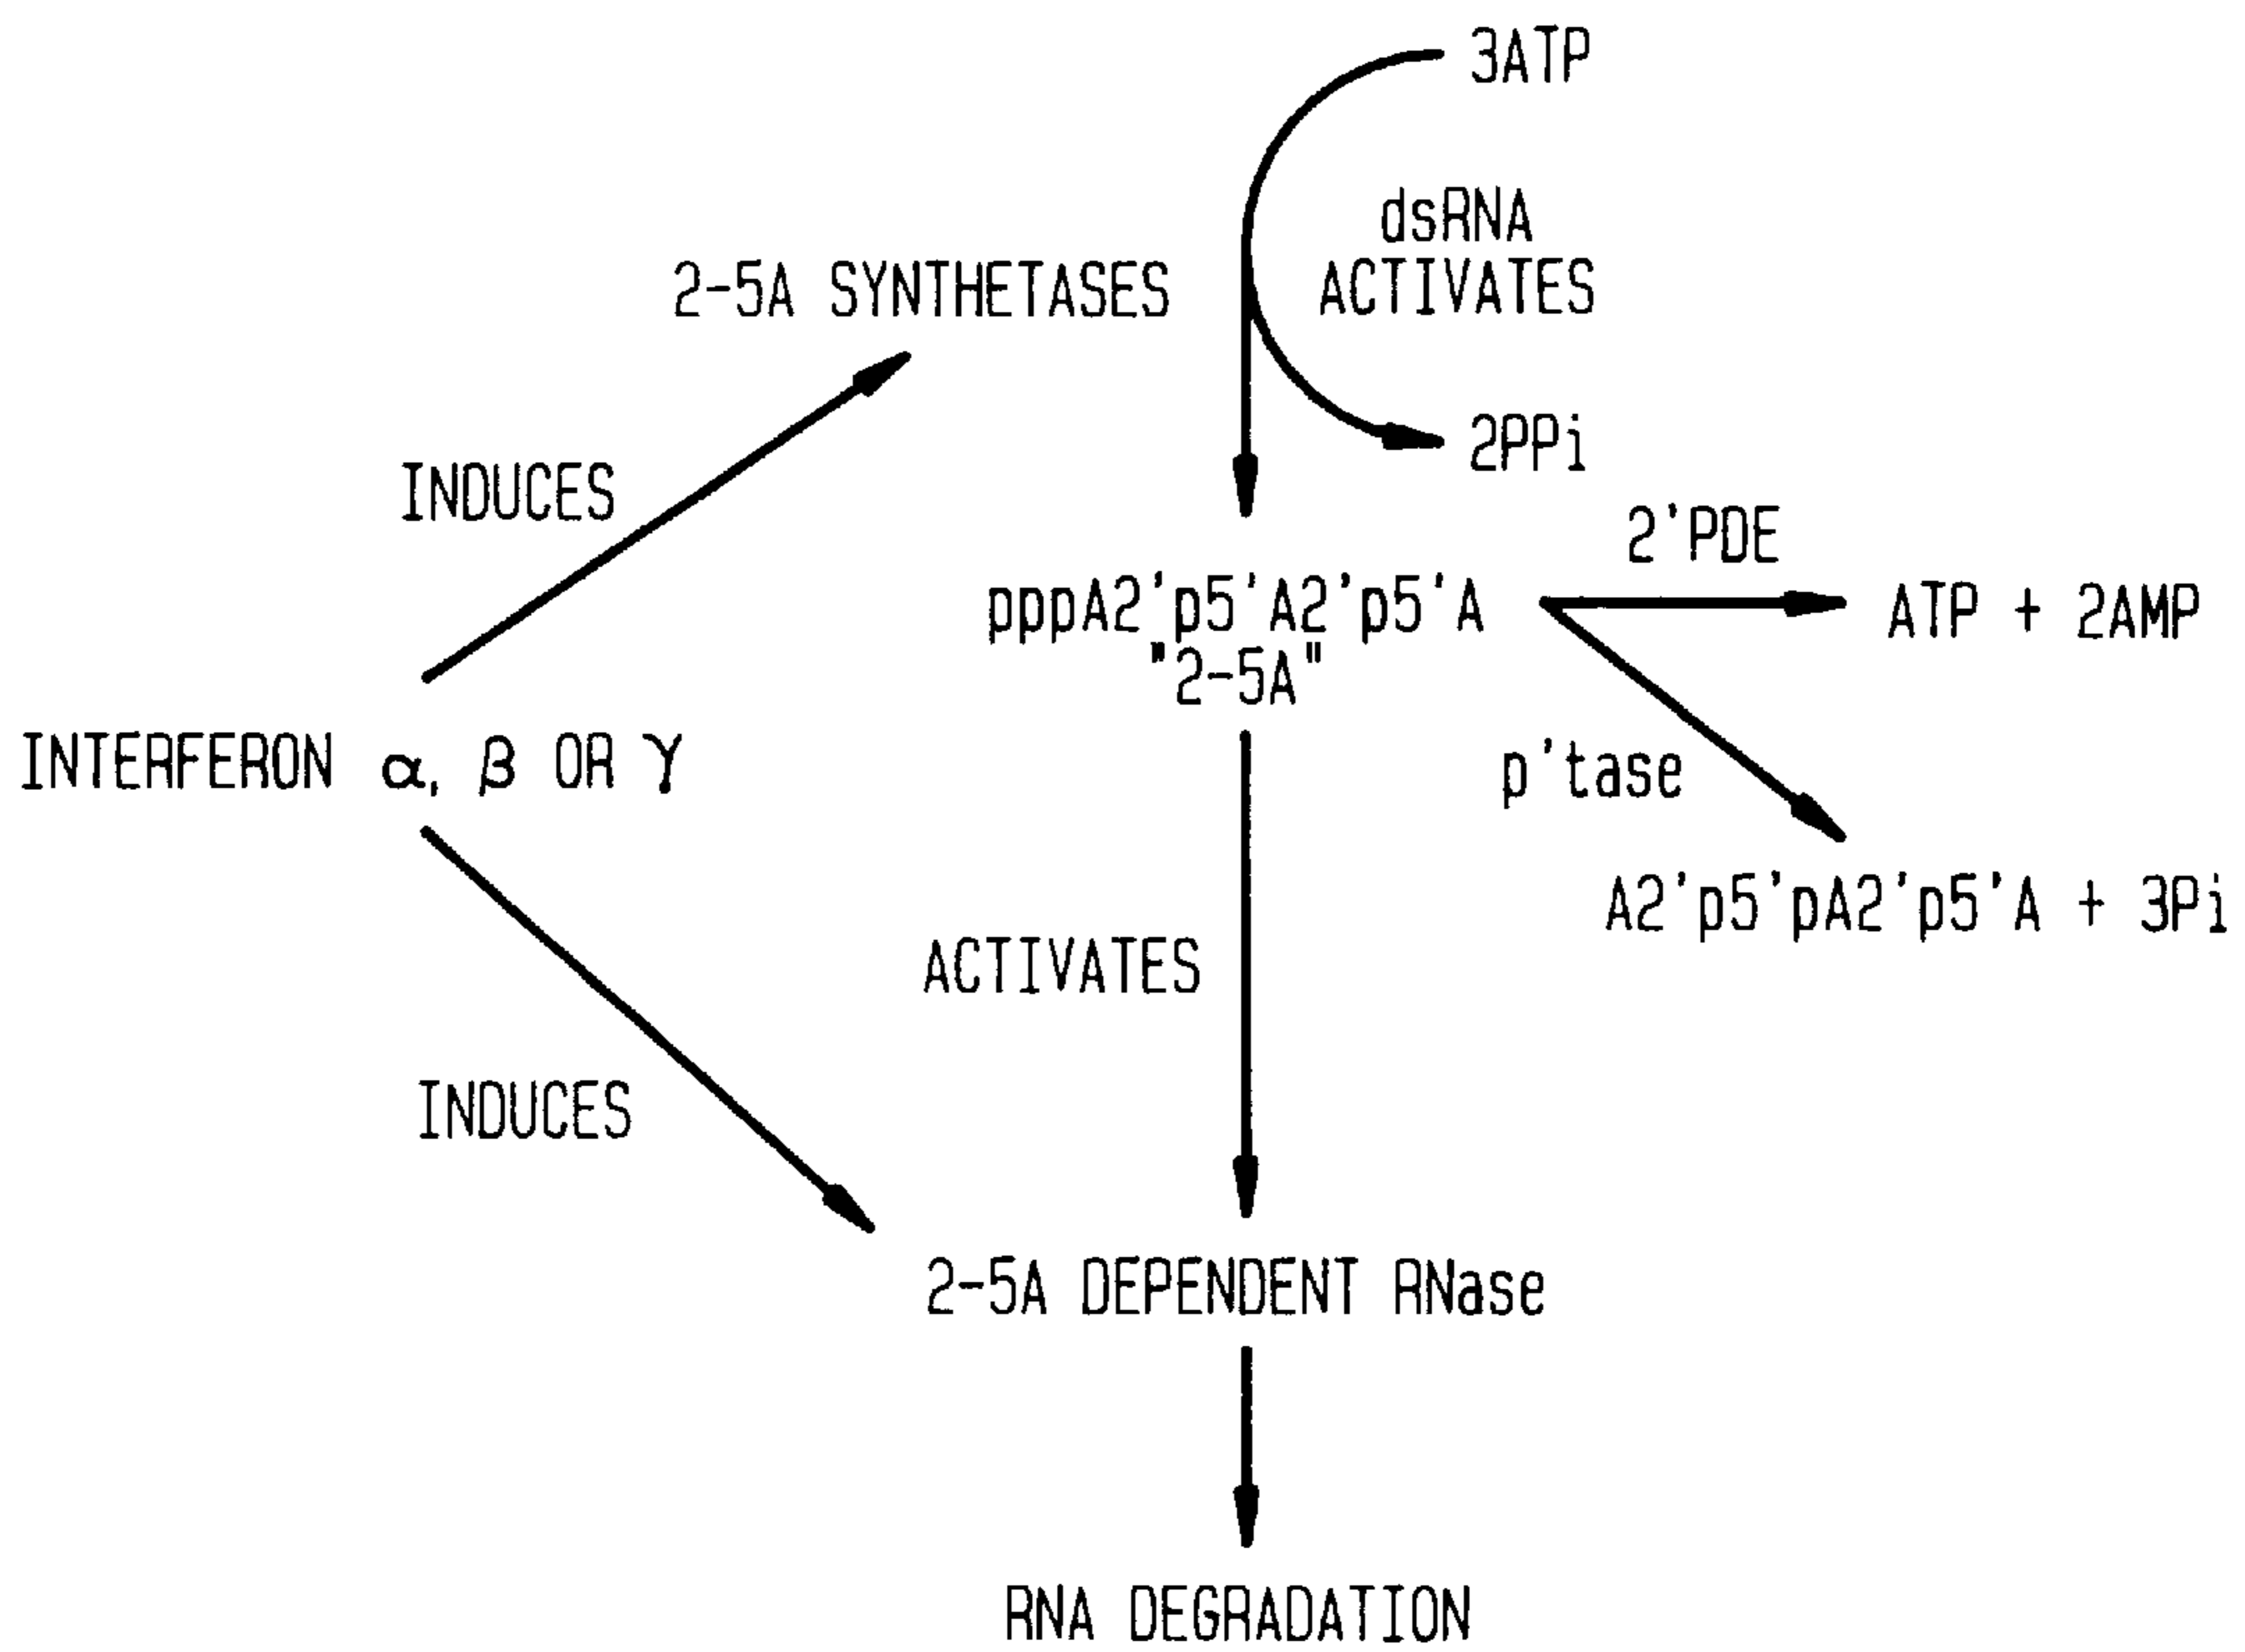 3ATP
dsRNA
ACTIVATES
2-5A SYNTHETASES
2PPi
INDUCES
2'PDE
pppA2'p5'A2'p5'A
"2-5A"
ATP + 2AMP
INTERFERON α, β OR γ
p'tase
A2'p5'pA2'p5'A + 3Pi
ACTIVATES
INDUCES
2-5A DEPENDENT RNase
RNA DEGRADATION